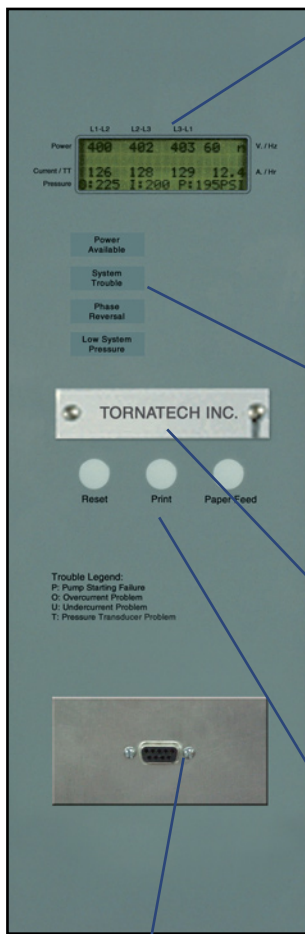 L1-L2 L2-L3 L3-L1
Power 400 402 403 60 n V. / Hz
Current / TT 126 128 129 12.4 A. / Hr
Pressure D:225 I:200 P:195PSI
Power
Available
System
Trouble
Phase
Reversal
Low System
Pressure
TORNATECH INC.
Reset Print Paper Feed
Trouble Legend:
P: Pump Starting Failure
O: Overcurrent Problem
U: Undercurrent Problem
T: Pressure Transducer Problem